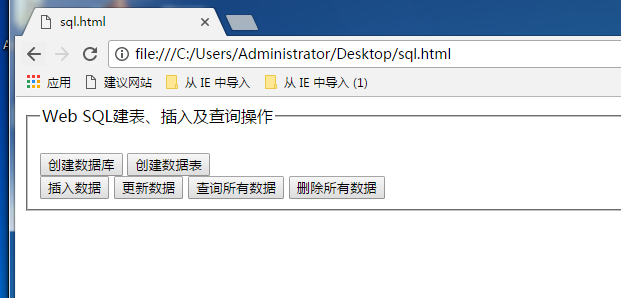 sql.html
file:///C:/Users/Administrator/Desktop/sql.html
应用 建议网站 从 IE 中导入 从 IE 中导入 (1)
Web SQL建表、插入及查询操作
创建数据库 创建数据表
插入数据 更新数据 查询所有数据 删除所有数据